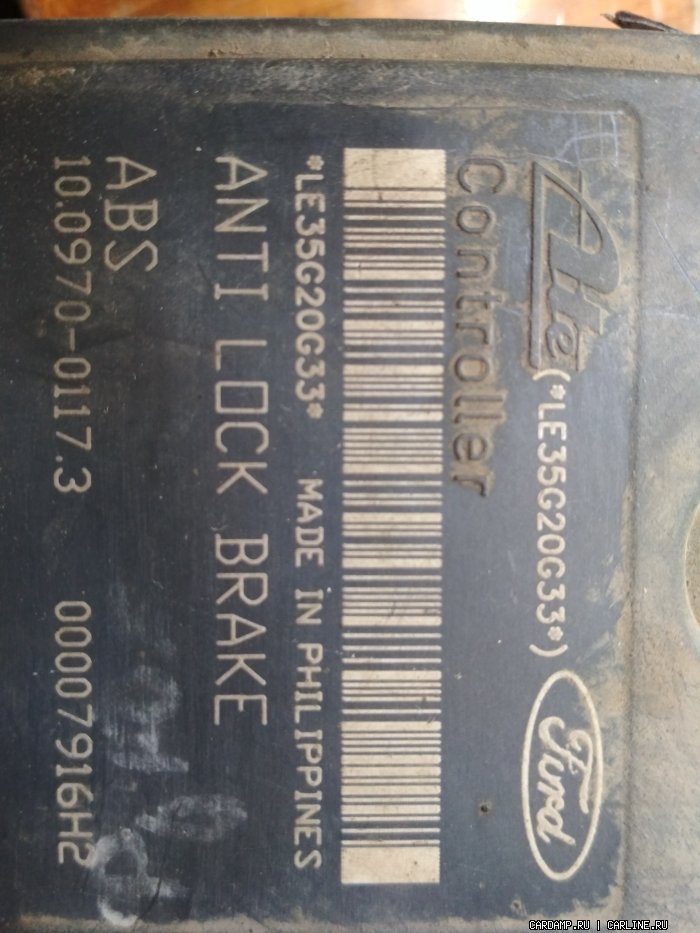 Ate (*LE35G20G33*) Ford
Controller
*LE35G20G33* MADE IN PHILIPPINES
ANTI LOCK BRAKE
ABS
10.0970-0117.3 00007916H2
CARDAMP.RU | CARLINE.RU